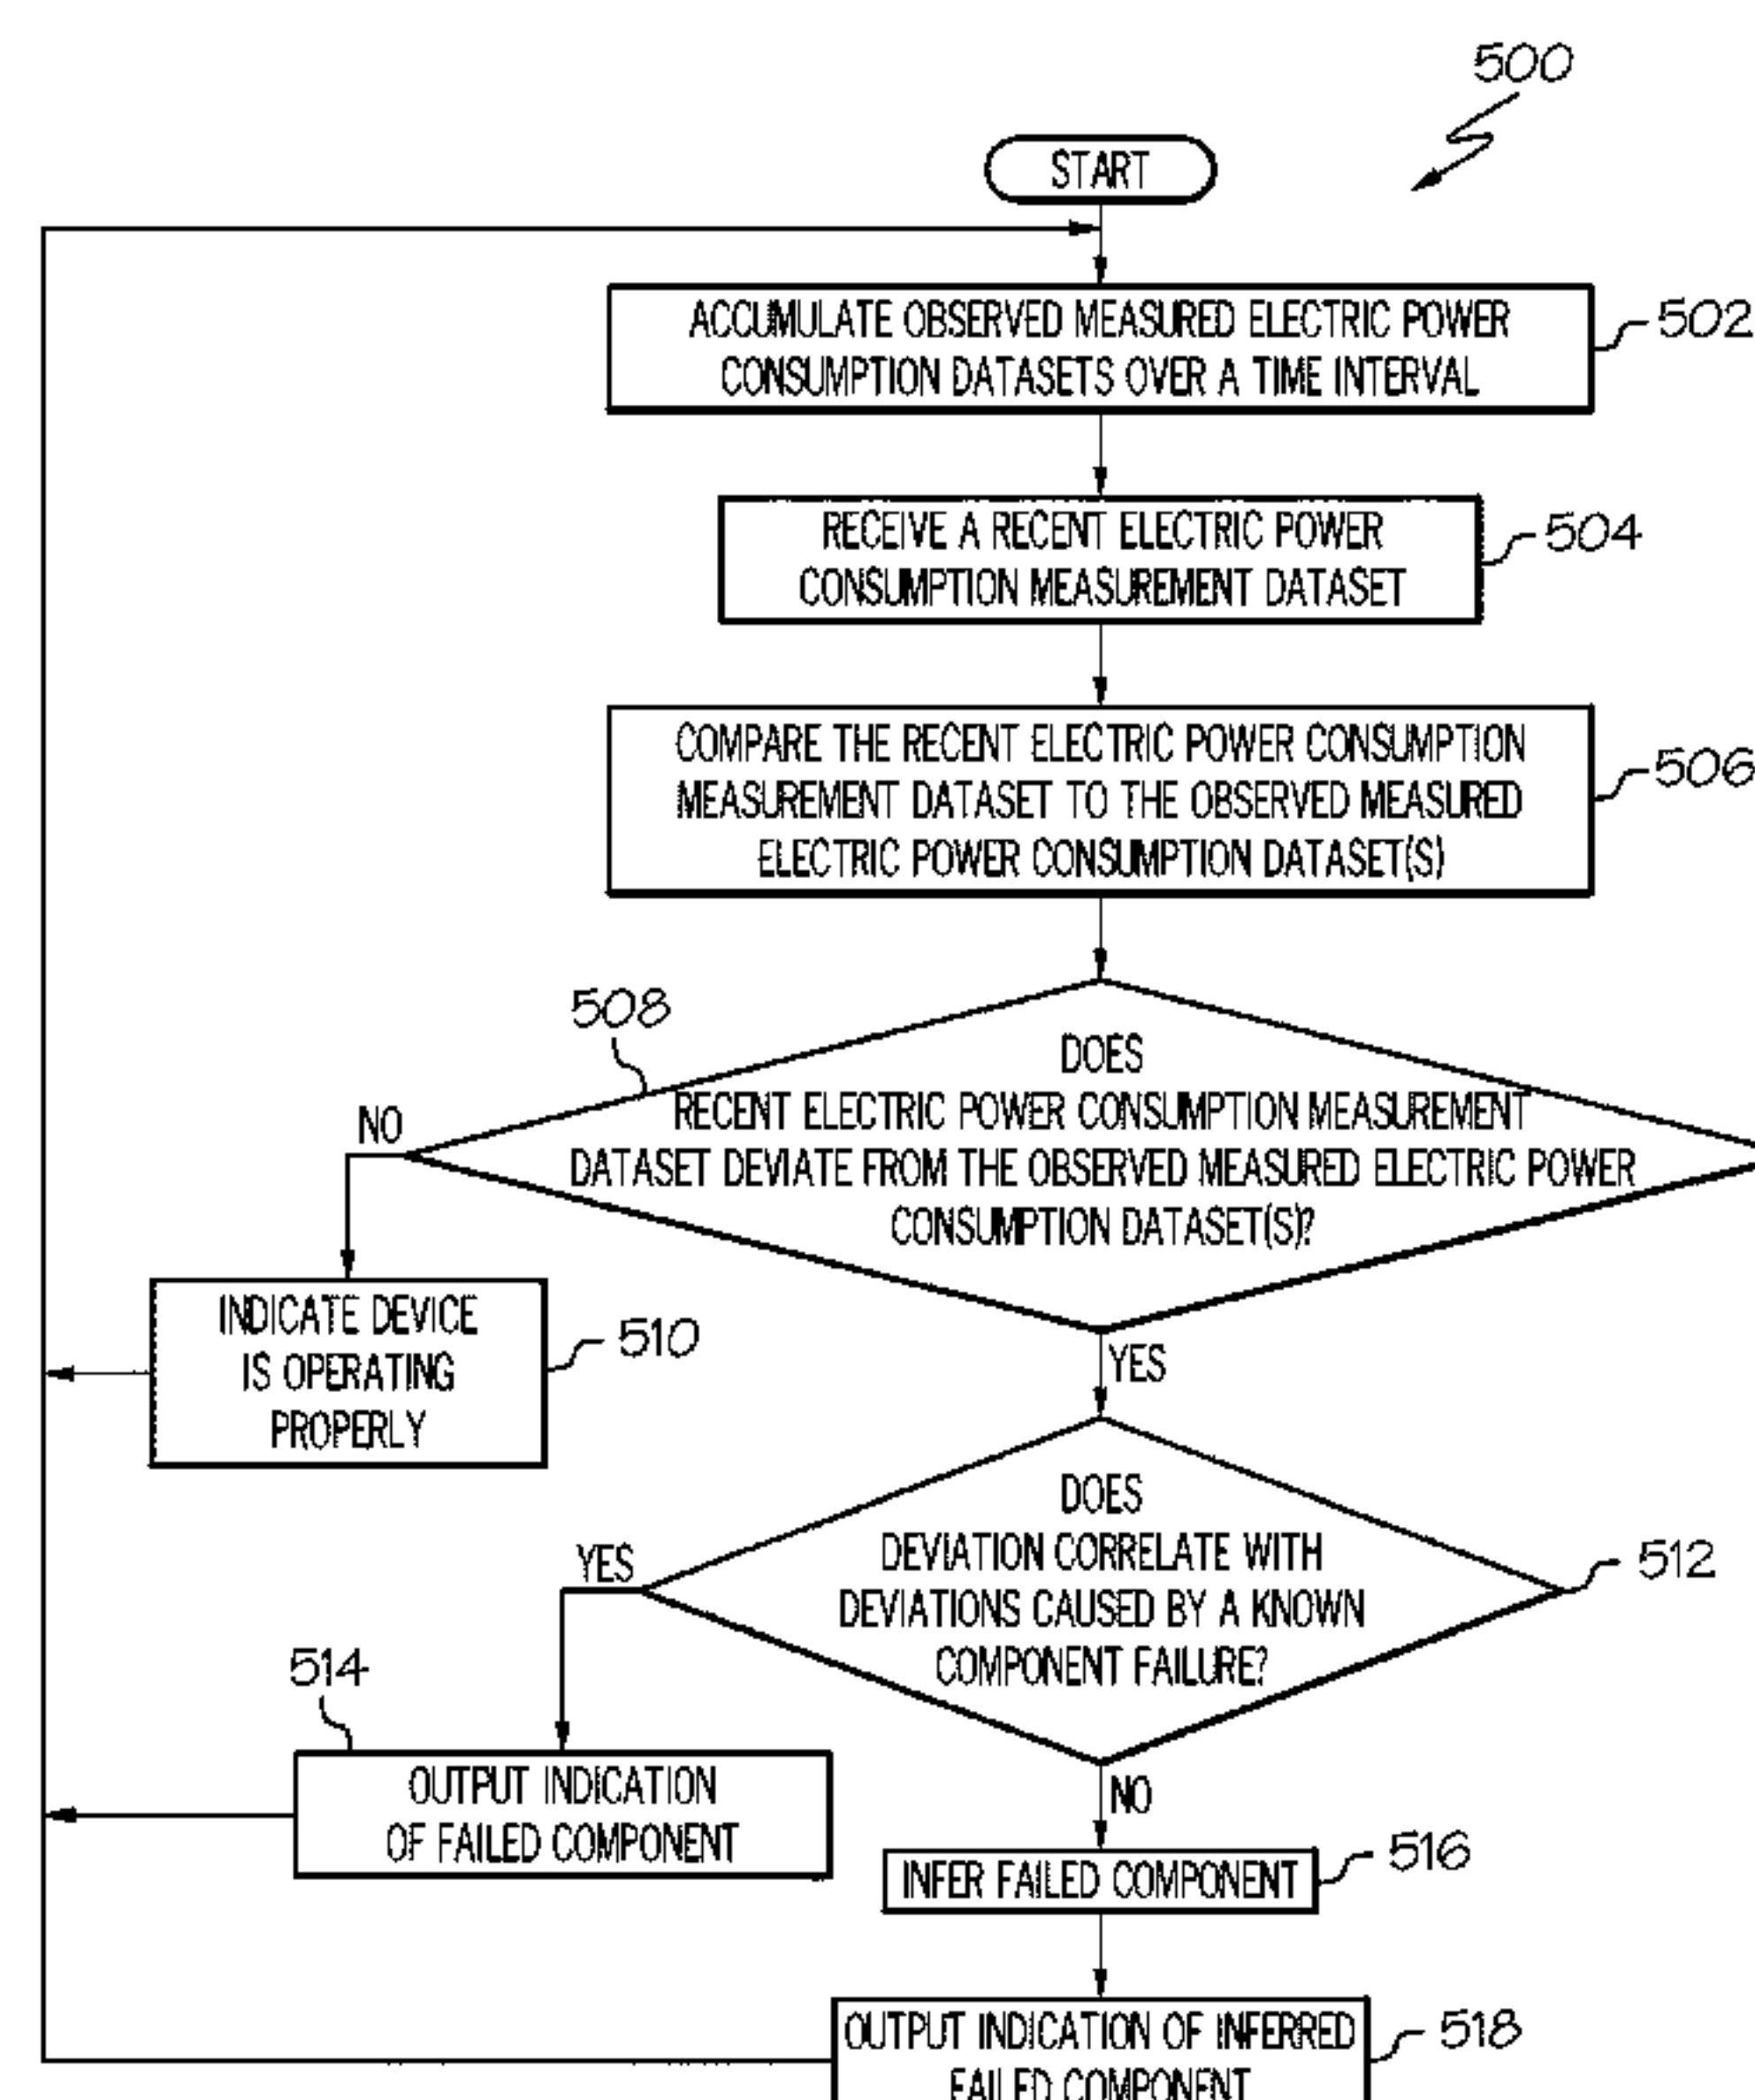 500
START
ACCUMULATE OBSERVED MEASURED ELECTRIC POWER
CONSUMPTION DATASETS OVER A TIME INTERVAL
502
RECEIVE A RECENT ELECTRIC POWER
CONSUMPTION MEASUREMENT DATASET
504
COMPARE THE RECENT ELECTRIC POWER CONSUMPTION
MEASUREMENT DATASET TO THE OBSERVED MEASURED
ELECTRIC POWER CONSUMPTION DATASET(S)
506
508
DOES
RECENT ELECTRIC POWER CONSUMPTION MEASUREMENT
DATASET DEVIATE FROM THE OBSERVED MEASURED ELECTRIC POWER
CONSUMPTION DATASET(S)?
NO
INDICATE DEVICE
IS OPERATING
PROPERLY
510
YES
DOES
DEVIATION CORRELATE WITH
DEVIATIONS CAUSED BY A KNOWN
COMPONENT FAILURE?
512
YES
514
OUTPUT INDICATION
OF FAILED COMPONENT
NO
INFER FAILED COMPONENT
516
OUTPUT INDICATION OF INFERRED
FAILED COMPONENT
518